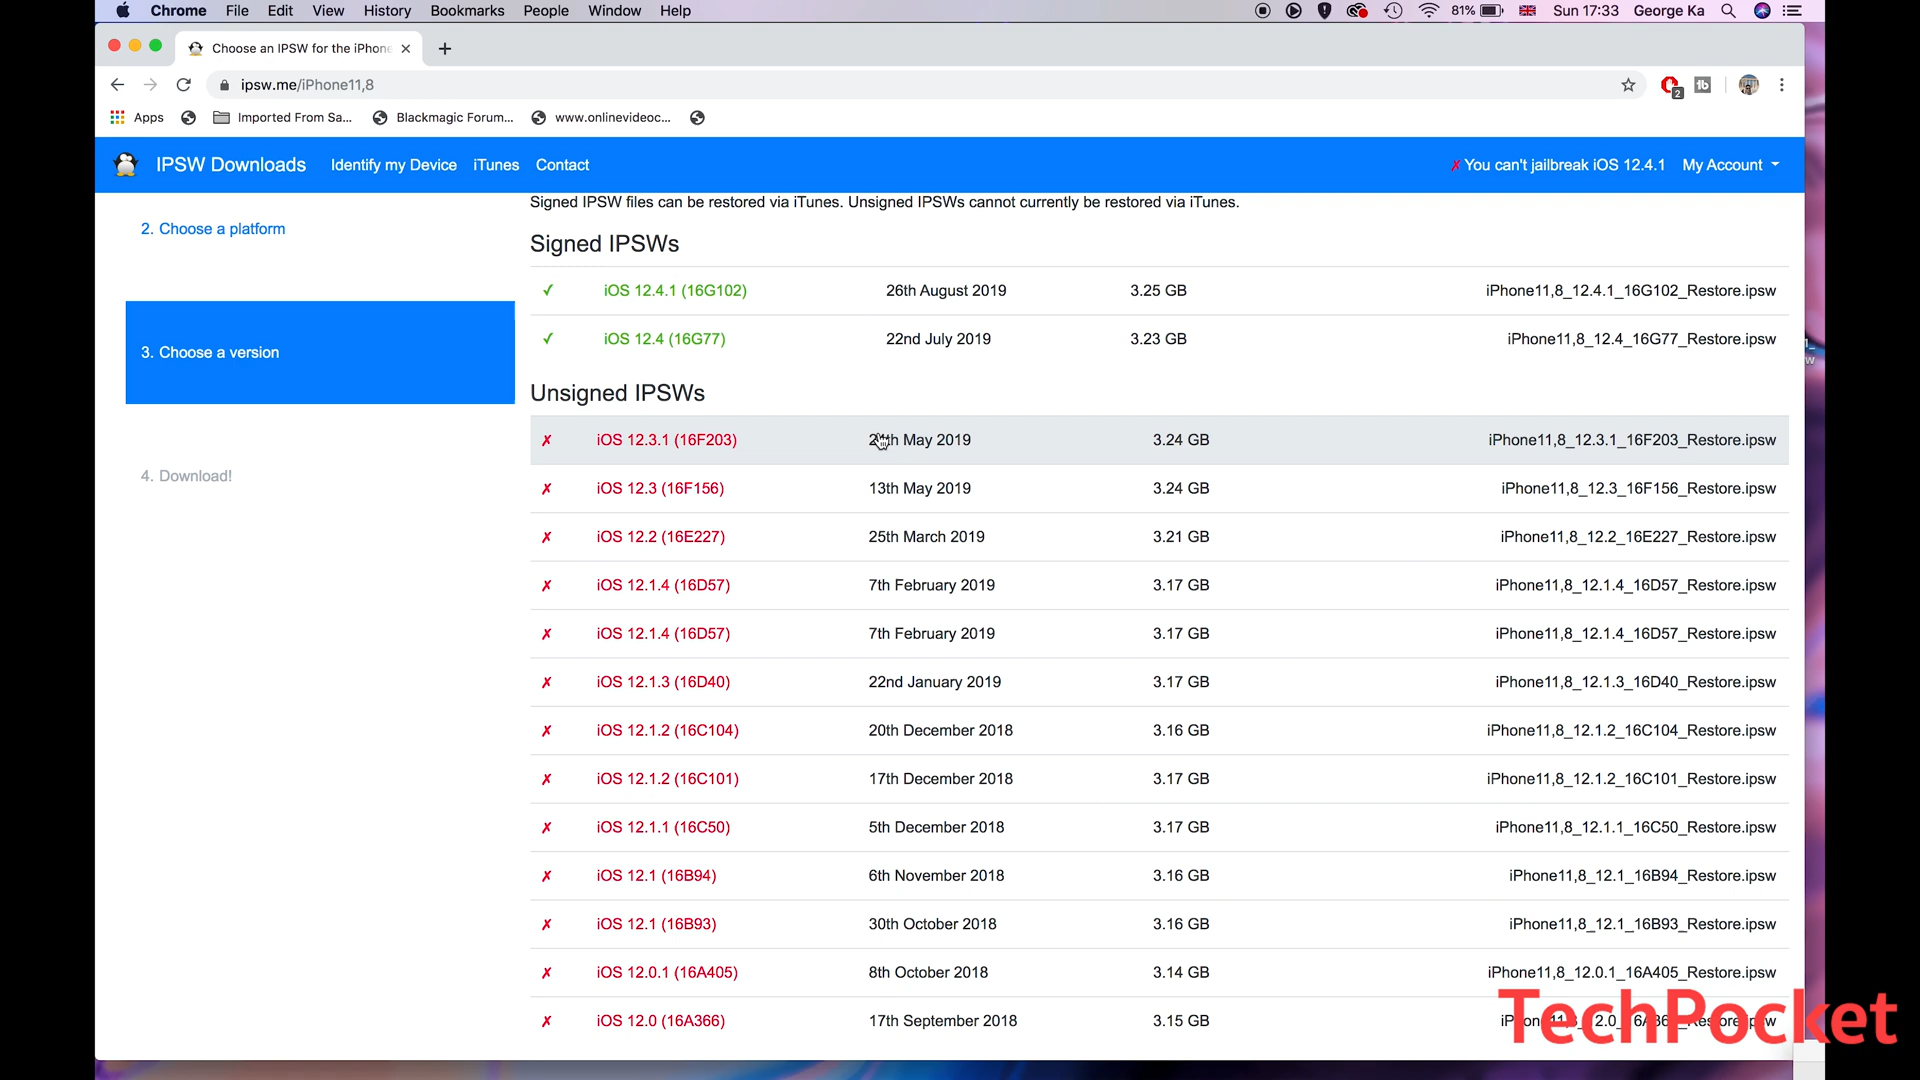 Chrome File Edit View History Bookmarks People Window Help 81% Sun 17:33 George Ka
Choose an IPSW for the iPhone
ipsw.me/iPhone11,8 2 tb
Apps Imported From Sa... Blackmagic Forum... www.onlinevideoc...
IPSW Downloads Identify my Device iTunes Contact ✗ You can't jailbreak iOS 12.4.1 My Account
Signed IPSW files can be restored via iTunes. Unsigned IPSWs cannot currently be restored via iTunes.
2. Choose a platform
3. Choose a version
4. Download!
Signed IPSWs
✓ iOS 12.4.1 (16G102) 26th August 2019 3.25 GB iPhone11,8_12.4.1_16G102_Restore.ipsw
✓ iOS 12.4 (16G77) 22nd July 2019 3.23 GB iPhone11,8_12.4_16G77_Restore.ipsw
Unsigned IPSWs
✗ iOS 12.3.1 (16F203) May 2019 3.24 GB iPhone11,8_12.3.1_16F203_Restore.ipsw
✗ iOS 12.3 (16F156) 13th May 2019 3.24 GB iPhone11,8_12.3_16F156_Restore.ipsw
✗ iOS 12.2 (16E227) 25th March 2019 3.21 GB iPhone11,8_12.2_16E227_Restore.ipsw
✗ iOS 12.1.4 (16D57) 7th February 2019 3.17 GB iPhone11,8_12.1.4_16D57_Restore.ipsw
✗ iOS 12.1.4 (16D57) 7th February 2019 3.17 GB iPhone11,8_12.1.4_16D57_Restore.ipsw
✗ iOS 12.1.3 (16D40) 22nd January 2019 3.17 GB iPhone11,8_12.1.3_16D40_Restore.ipsw
✗ iOS 12.1.2 (16C104) 20th December 2018 3.16 GB iPhone11,8_12.1.2_16C104_Restore.ipsw
✗ iOS 12.1.2 (16C101) 17th December 2018 3.17 GB iPhone11,8_12.1.2_16C101_Restore.ipsw
✗ iOS 12.1.1 (16C50) 5th December 2018 3.17 GB iPhone11,8_12.1.1_16C50_Restore.ipsw
✗ iOS 12.1 (16B94) 6th November 2018 3.16 GB iPhone11,8_12.1_16B94_Restore.ipsw
✗ iOS 12.1 (16B93) 30th October 2018 3.16 GB iPhone11,8_12.1_16B93_Restore.ipsw
✗ iOS 12.0.1 (16A405) 8th October 2018 3.14 GB iPhone11,8_12.0.1_16A405_Restore.ipsw
✗ iOS 12.0 (16A366) 17th September 2018 3.15 GB
TechPocket